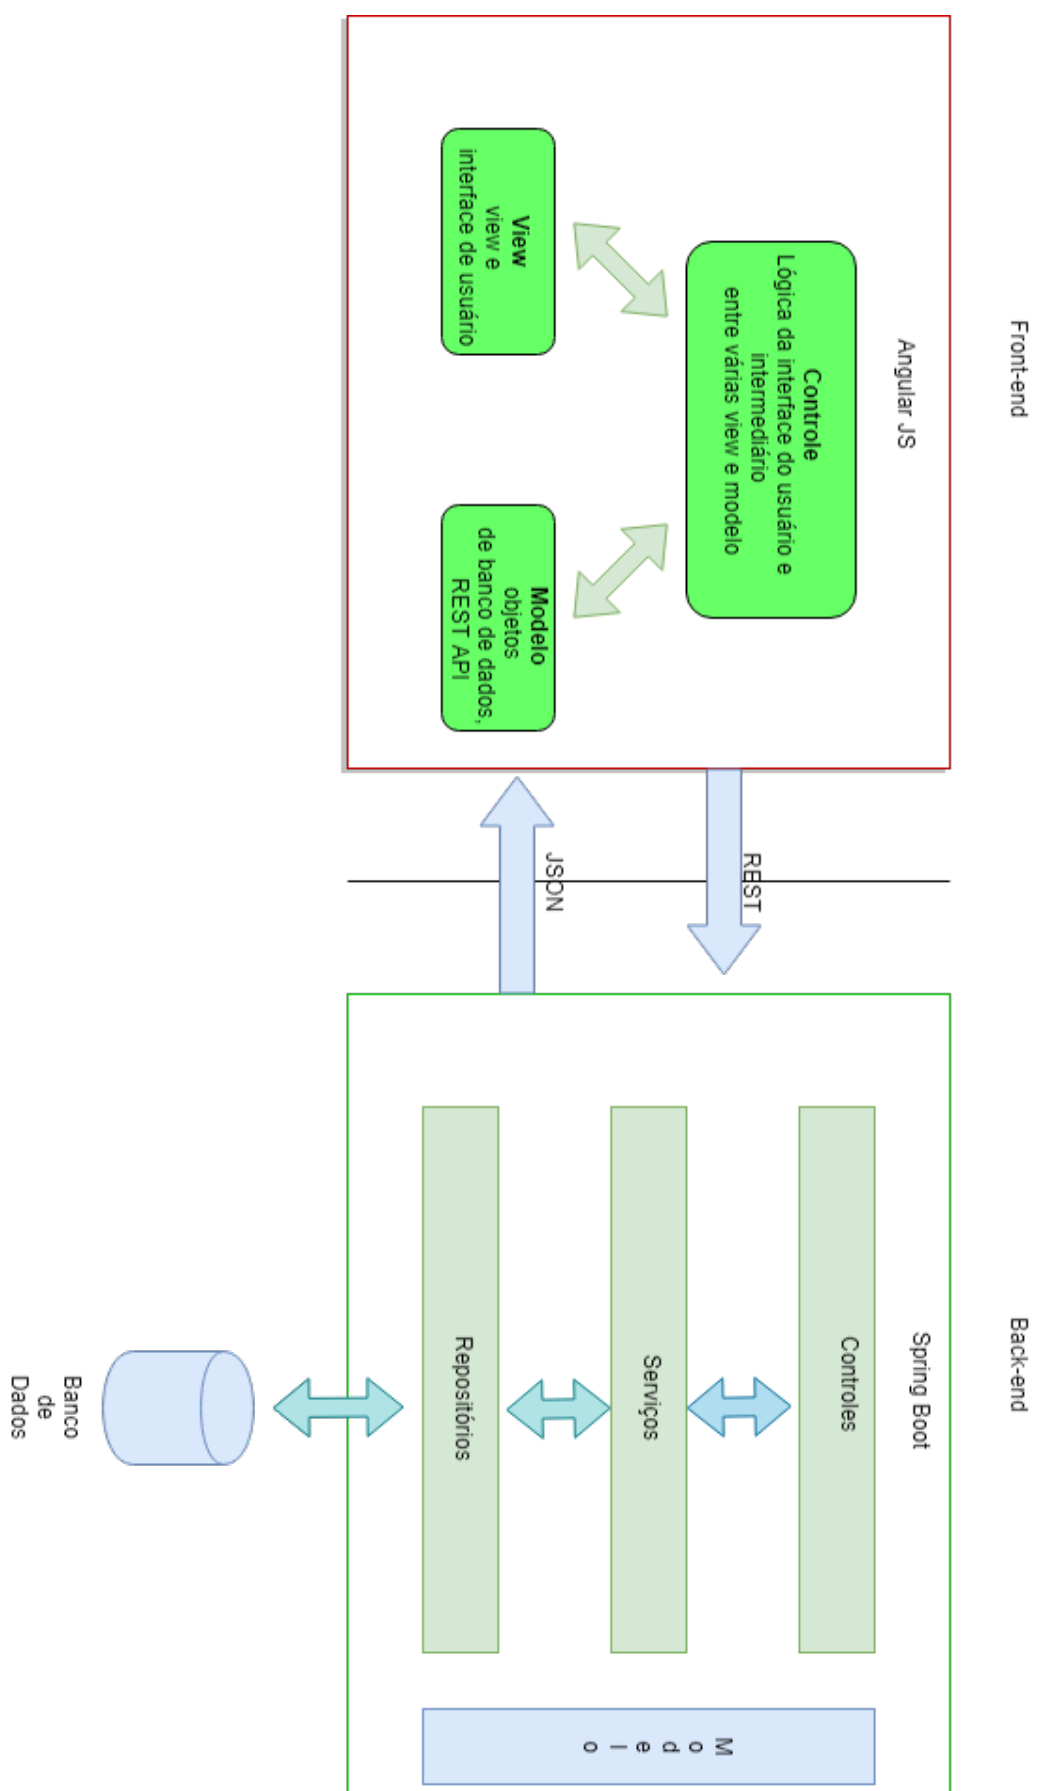 Front-end
Back-end
Angular JS
Controle
Lógica da interface do usuário e
intermediário
entre várias view e modelo
View
view e
interface de usuário
Modelo
objetos
de banco de dados,
REST API
REST
JSON
Spring Boot
Controles
Serviços
Repositórios
M
o
d
e
l
o
Banco
de
Dados